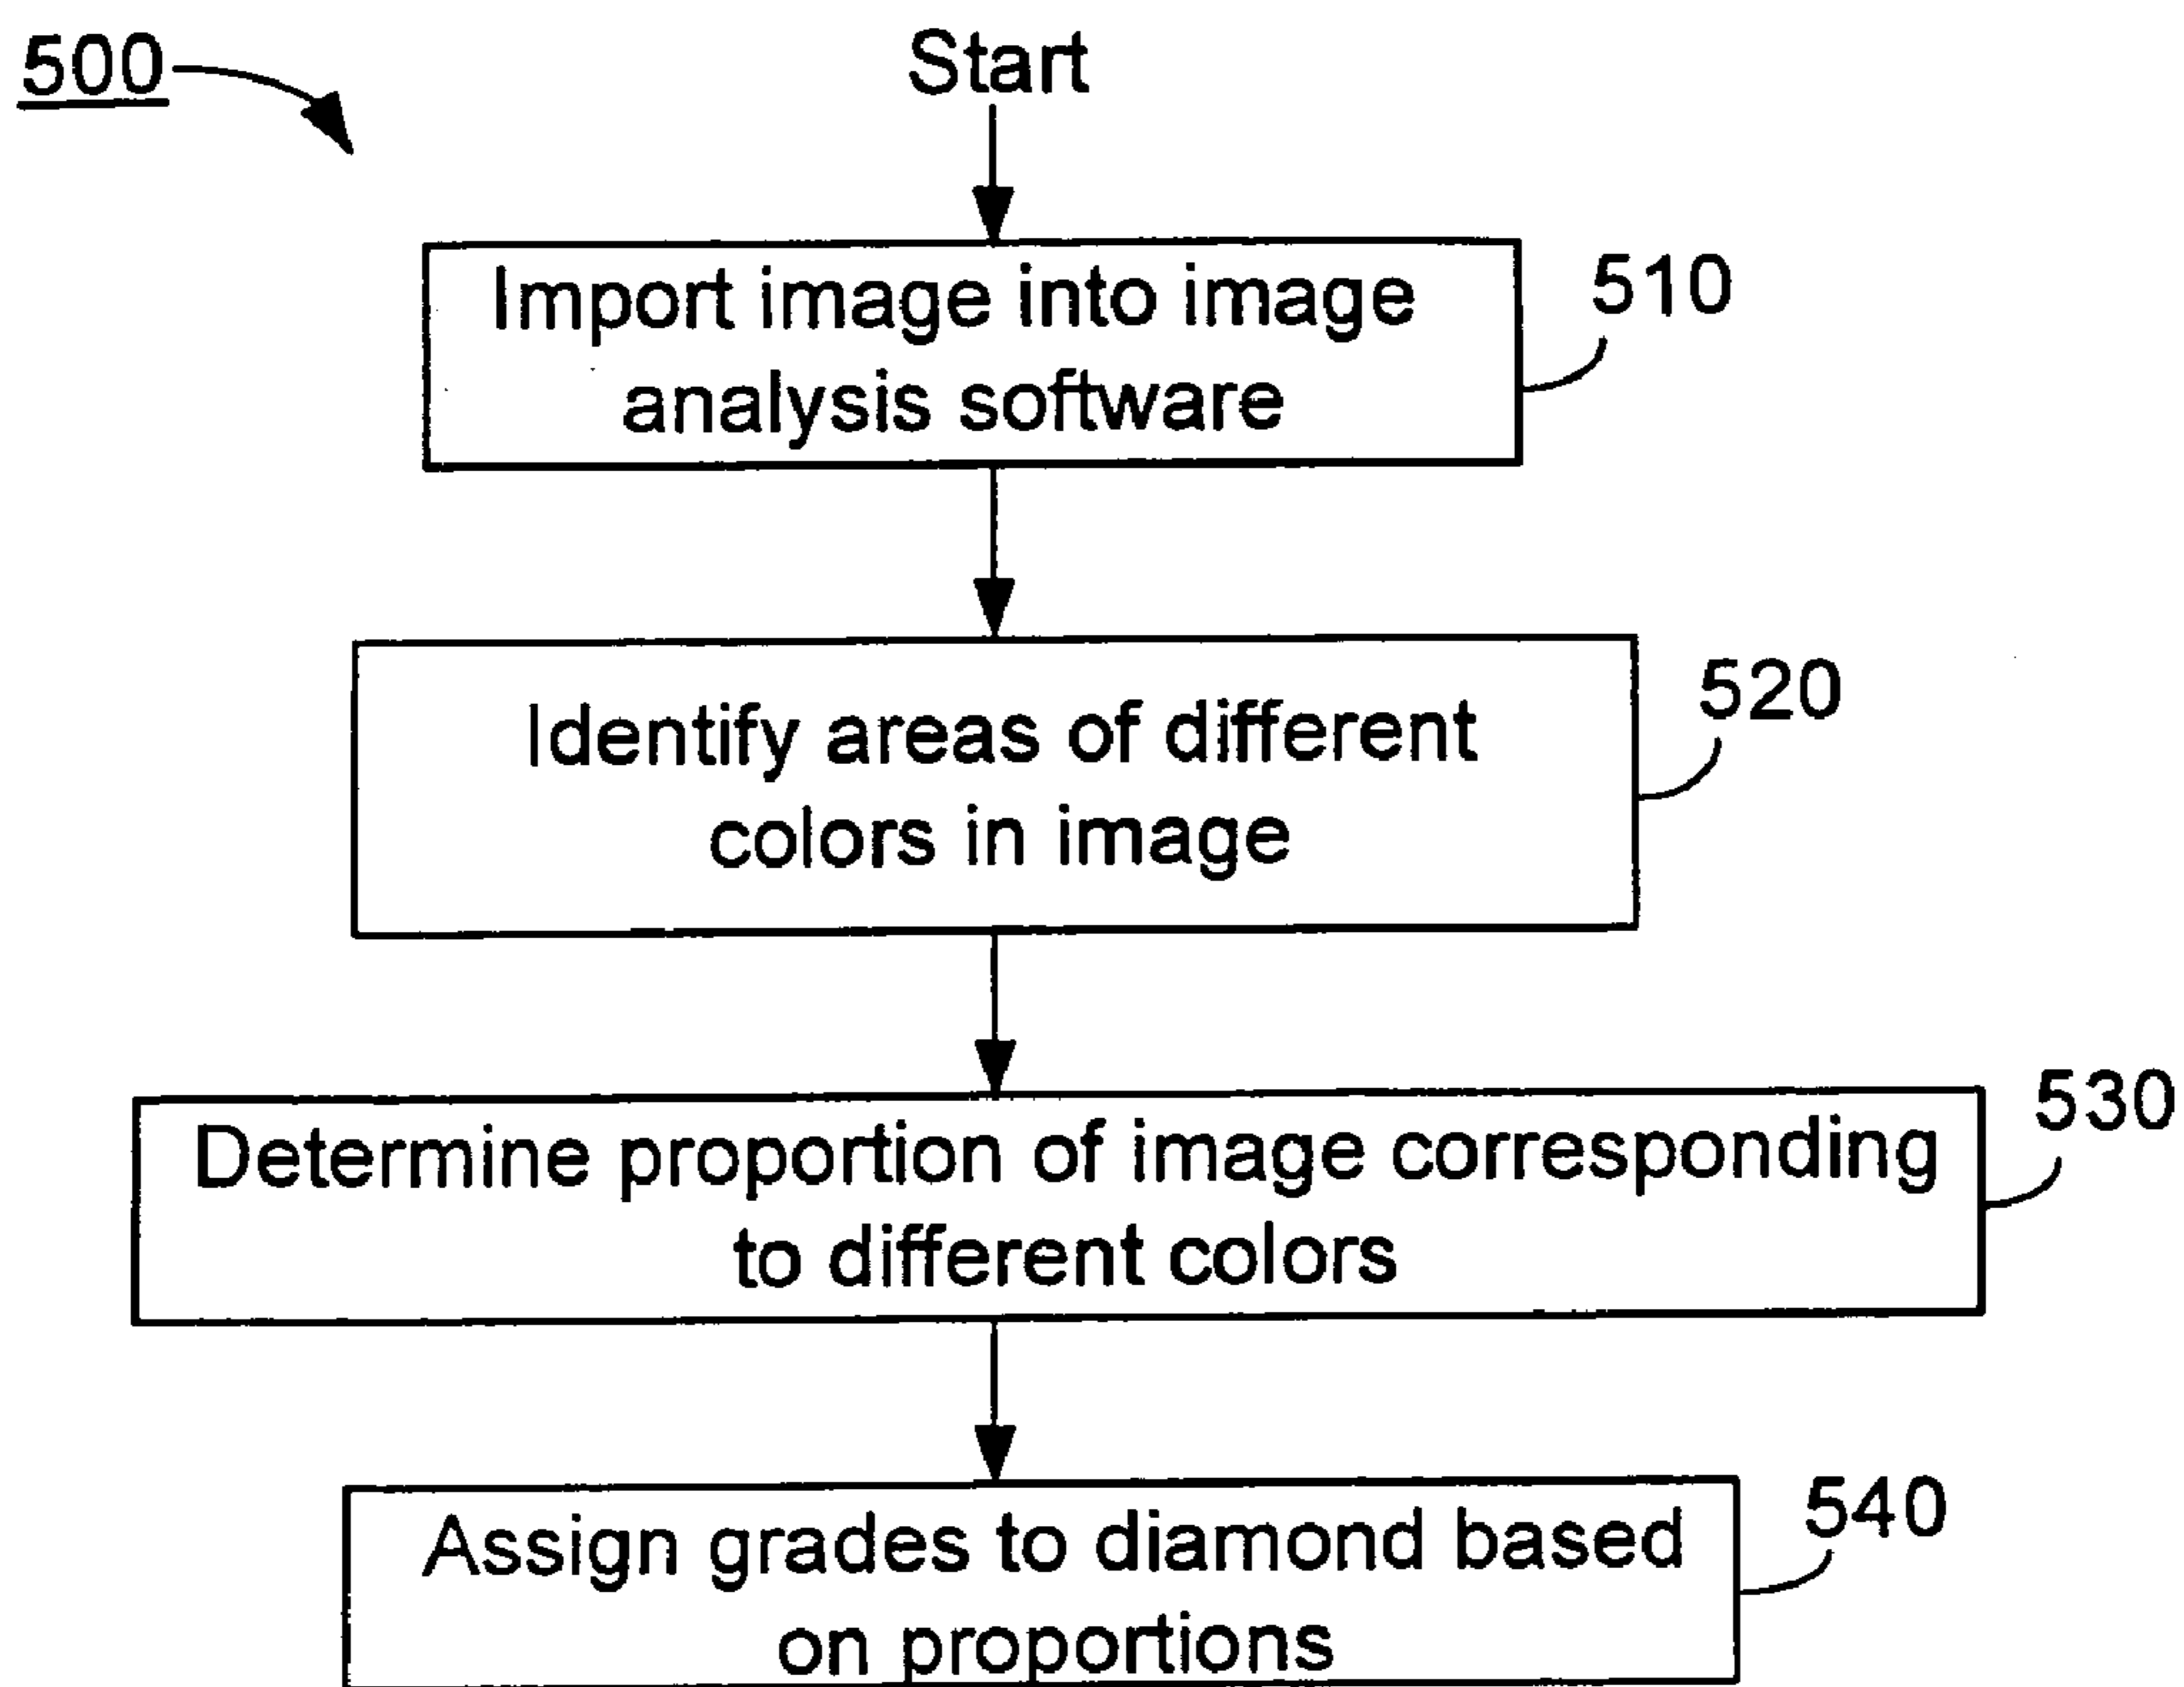 500
Start
Import image into image
analysis software
510
Identify areas of different
colors in image
520
Determine proportion of image corresponding
to different colors
530
Assign grades to diamond based
on proportions
540